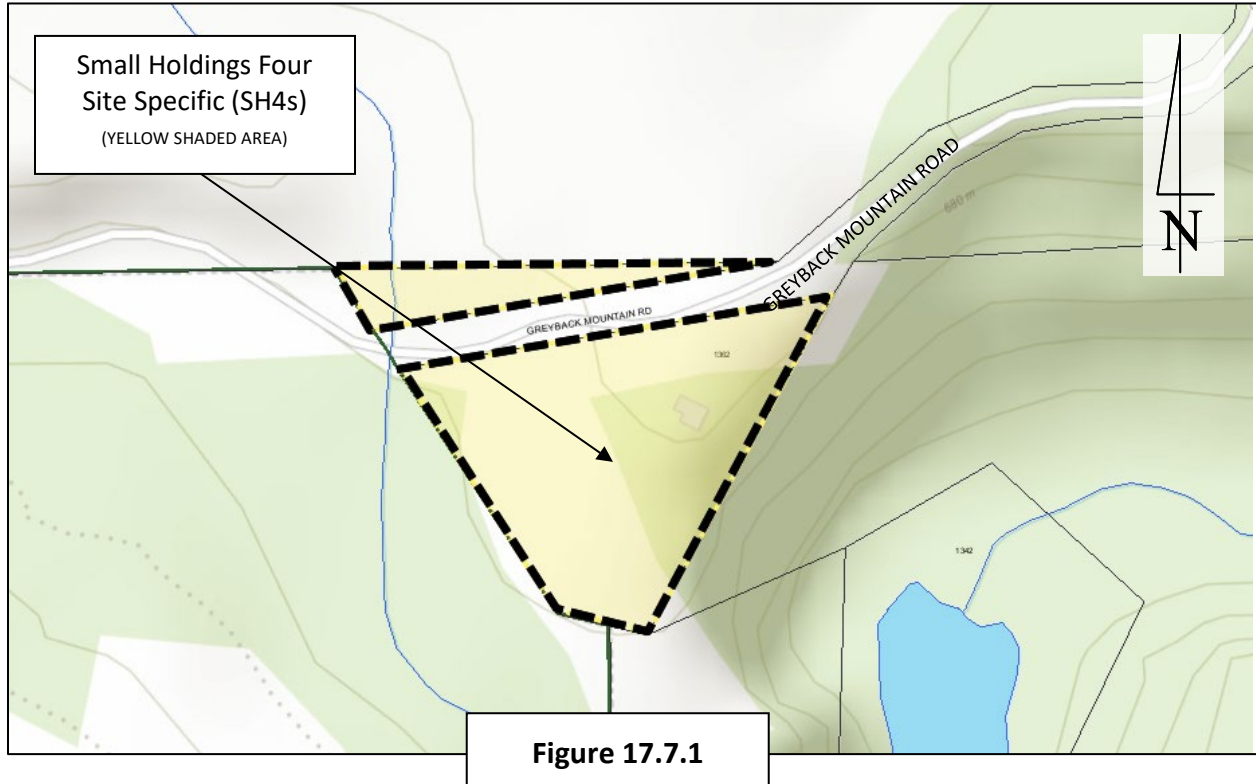 Small Holdings Four
Site Specific (SH4s)
(YELLOW SHADED AREA)
N
GREYBACK MOUNTAIN ROAD
680 m
GREYBACK MOUNTAIN RD
1362
1342
Figure 17.7.1